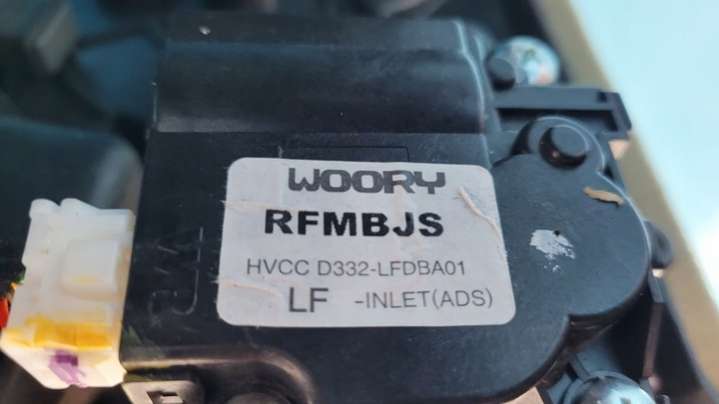 WOORY
RFMBJS
HVCC D332-LFDBA01
LF -INLET(ADS)